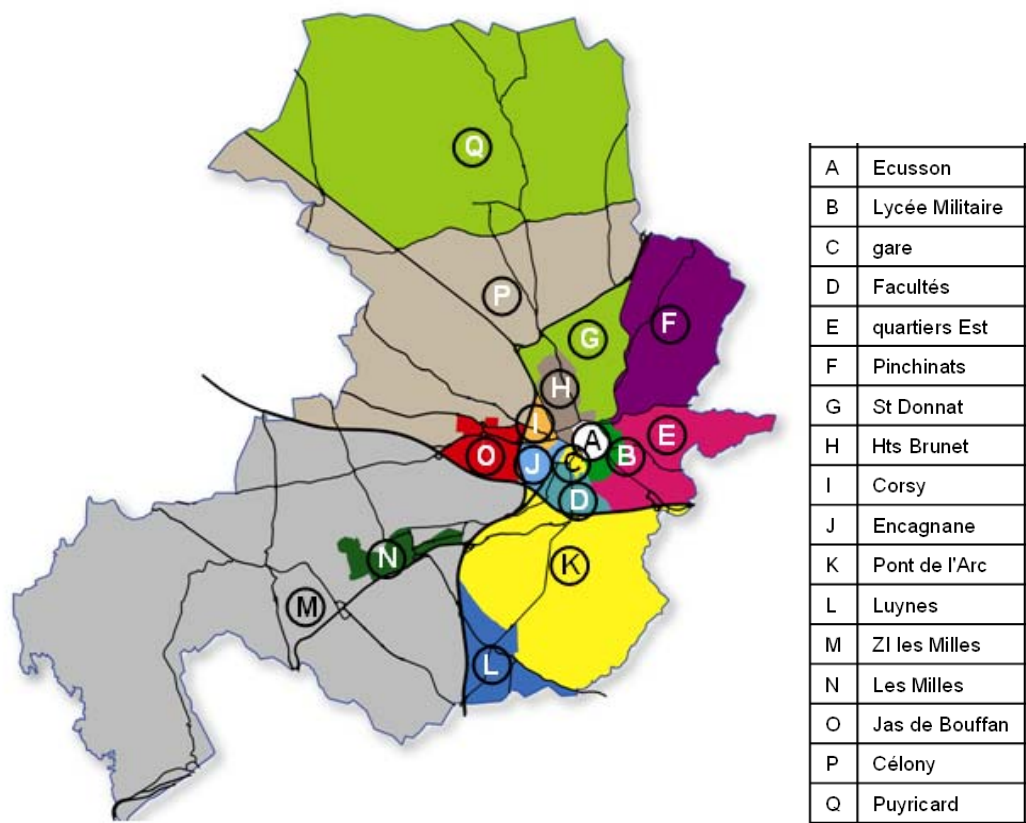 Q
P
F
G
H
I
A
E
B
O
J
C
D
N
K
M
L
A Ecusson
B Lycée Militaire
C gare
D Facultés
E quartiers Est
F Pinchinats
G St Donnat
H Hts Brunet
I Corsy
J Encagnane
K Pont de l'Arc
L Luynes
M ZI les Milles
N Les Milles
O Jas de Bouffan
P Célony
Q Puyricard